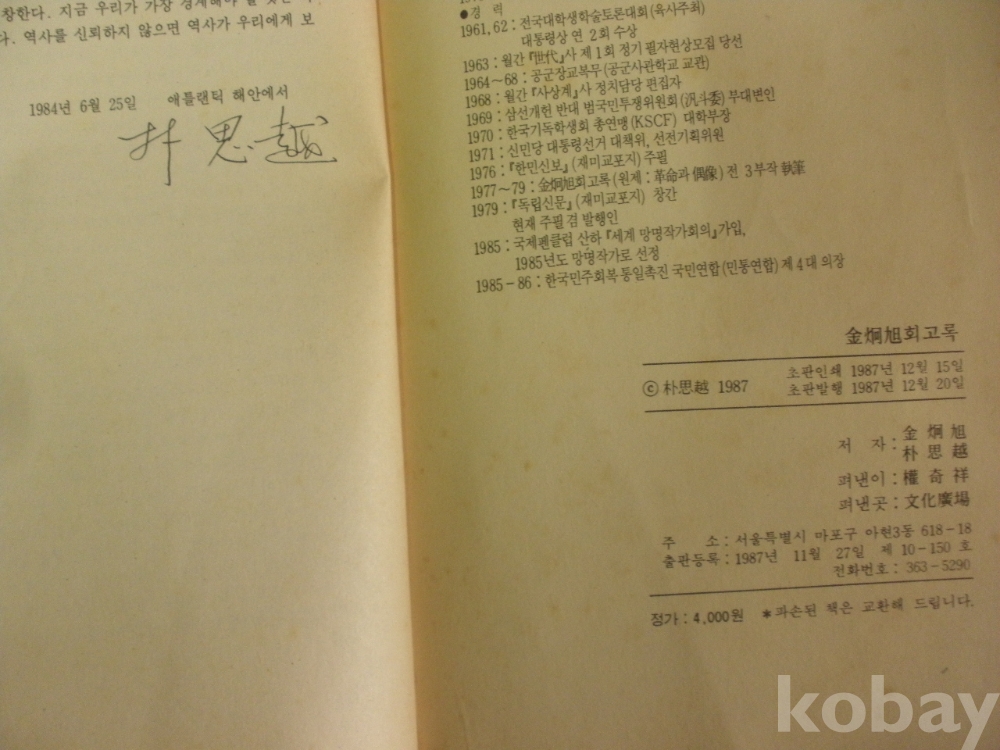 창한다. 지금 우리가 가장 경계해야 할 것은
다. 역사를 신뢰하지 않으면 역사가 우리에게 보
1984년 6월 25일 애틀랜틱 해안에서
朴思越
●경 력
1961, 62 : 전국대학생학술토론대회(육사주최)
대통령상 연 2회 수상
1963 : 월간 『世代』사 제1회 정기 필자현상모집 당선
1964～68 : 공군장교복무(공군사관학교 교관)
1968 : 월간 『사상계』사 정치담당 편집자
1969 : 삼선개헌 반대 범국민투쟁위원회(汎斗委) 부대변인
1970 : 한국기독학생회 총연맹(KSCF) 대학부장
1971 : 신민당 대통령선거 대책위, 선전기획위원
1976 : 『한민신보』(재미교포지) 주필
1977～79 : 金炯旭회고록(원제 : 革命과 偶像) 전 3부작 執筆
1979 : 『독립신문』(재미교포지) 창간
현재 주필 겸 발행인
1985 : 국제펜클럽 산하 『세계 망명작가회의』가입,
1985년도 망명작가로 선정
1985－86 : 한국민주회복 통일촉진 국민연합(민통연합) 제4대 의장
金炯旭회고록
ⓒ 朴思越 1987
초판인쇄 1987년 12월 15일
초판발행 1987년 12월 20일
저 자 : 金炯旭
朴思越
펴낸이 : 權奇祥
펴낸곳 : 文化廣場
주 소 : 서울특별시 마포구 아현3동 618－18
출판등록 : 1987년 11월 27일 제10－150호
전화번호 : 363－5290
정가 : 4,000원 *파손된 책은 교환해 드립니다.
kobay